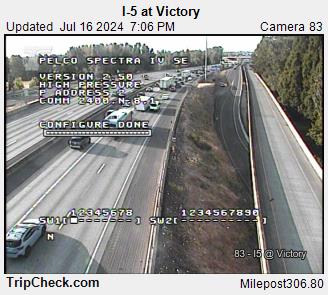 I-5 at Victory
Updated Jul 16 2024 7:06 PM Camera 83
PELCO SPECTRA IV SE
VERSION 2.50
HIGH PRESSURE
P ADDRESS 2
COMM 2400,N,8,1
CONFIGURE DONE
12345678 1234567890
SW1[ SW2[
N
83 - I5 @ Victory
TripCheck.com Milepost306.80